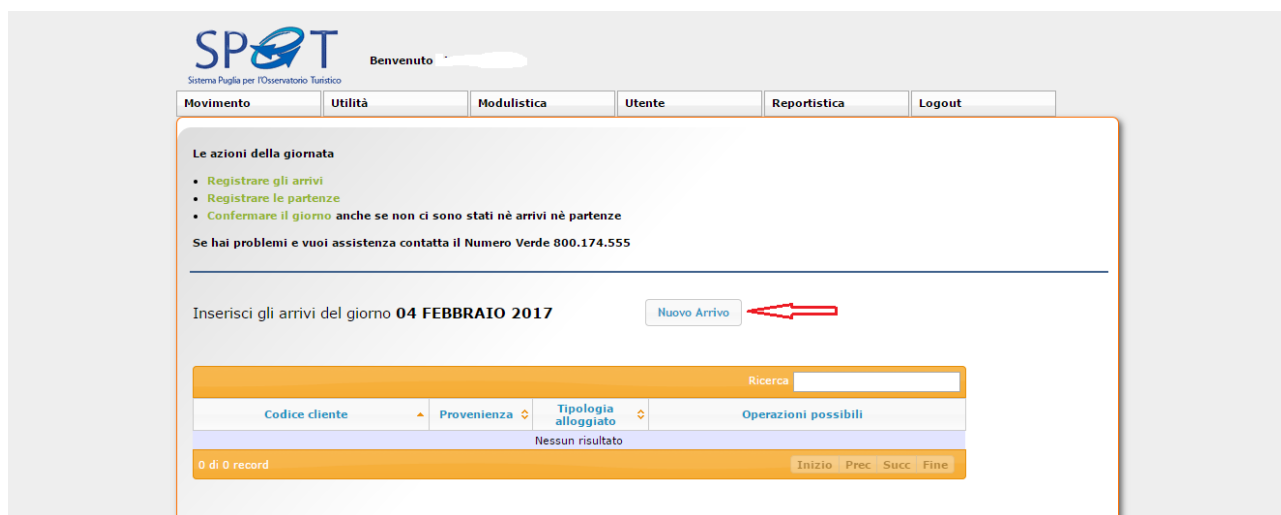 SPOT
Sistema Puglia per l'Osservatorio Turistico
Benvenuto
Movimento Utilità Modulistica Utente Reportistica Logout
Le azioni della giornata
• Registrare gli arrivi
• Registrare le partenze
• Confermare il giorno anche se non ci sono stati nè arrivi nè partenze
Se hai problemi e vuoi assistenza contatta il Numero Verde 800.174.555
Inserisci gli arrivi del giorno 04 FEBBRAIO 2017 Nuovo Arrivo
Ricerca
Codice cliente Provenienza Tipologia alloggiato Operazioni possibili
Nessun risultato
0 di 0 record Inizio Prec Succ Fine